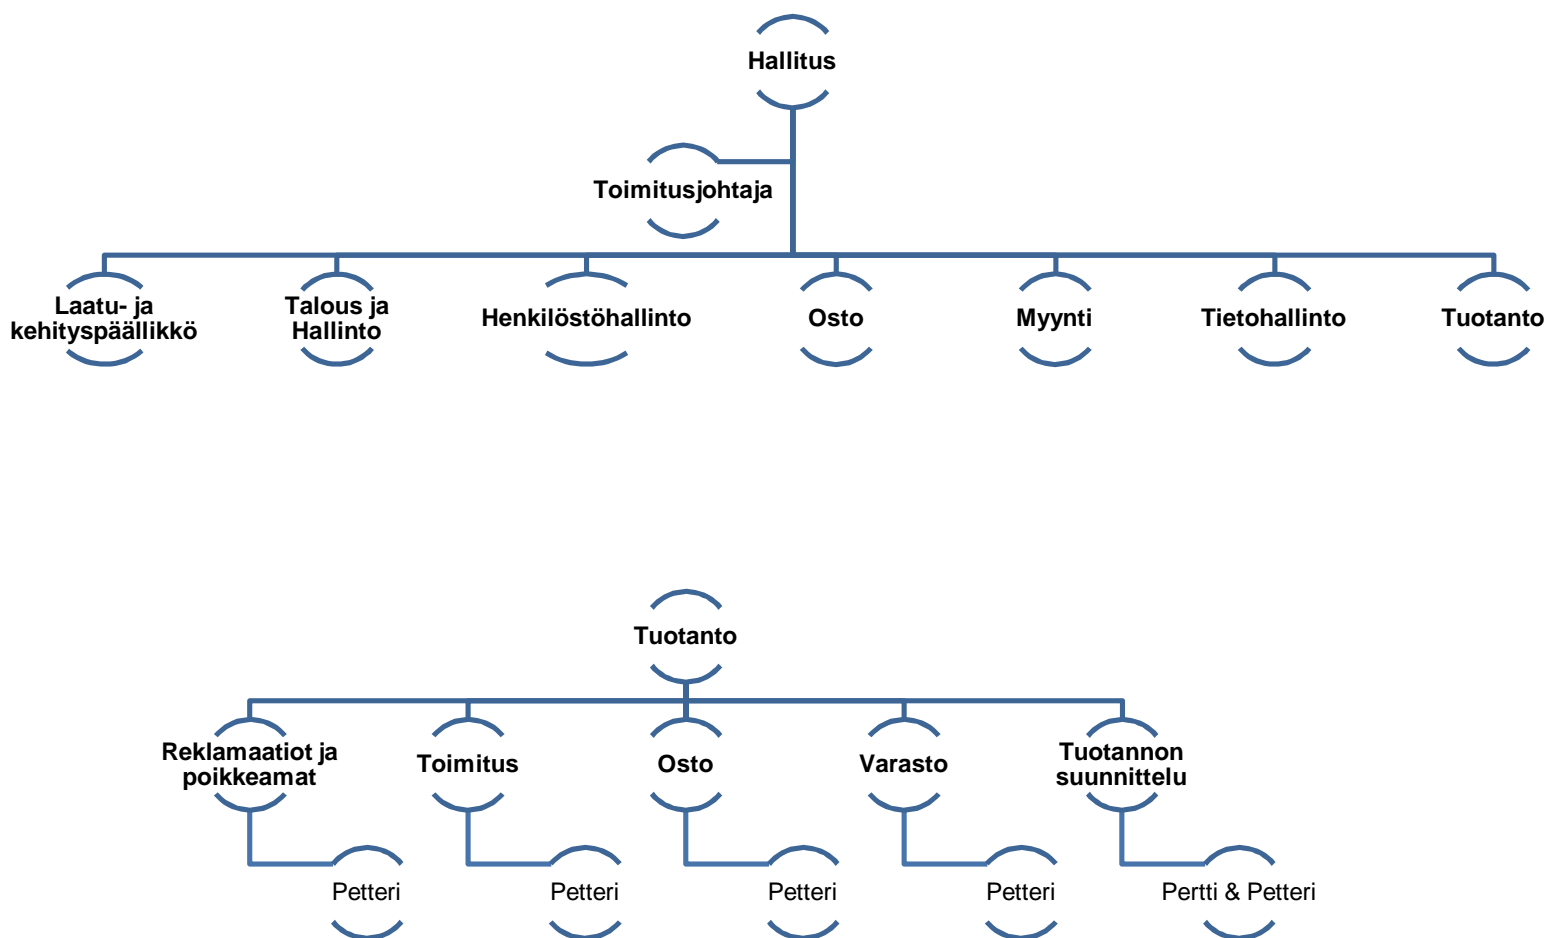 Hallitus
Toimitusjohtaja
Laatu- ja
kehityspäällikkö
Talous ja
Hallinto
Henkilöstöhallinto
Osto
Myynti
Tietohallinto
Tuotanto
Tuotanto
Reklamaatiot ja
poikkeamat
Toimitus
Osto
Varasto
Tuotannon
suunnittelu
Petteri
Petteri
Petteri
Petteri
Pertti & Petteri